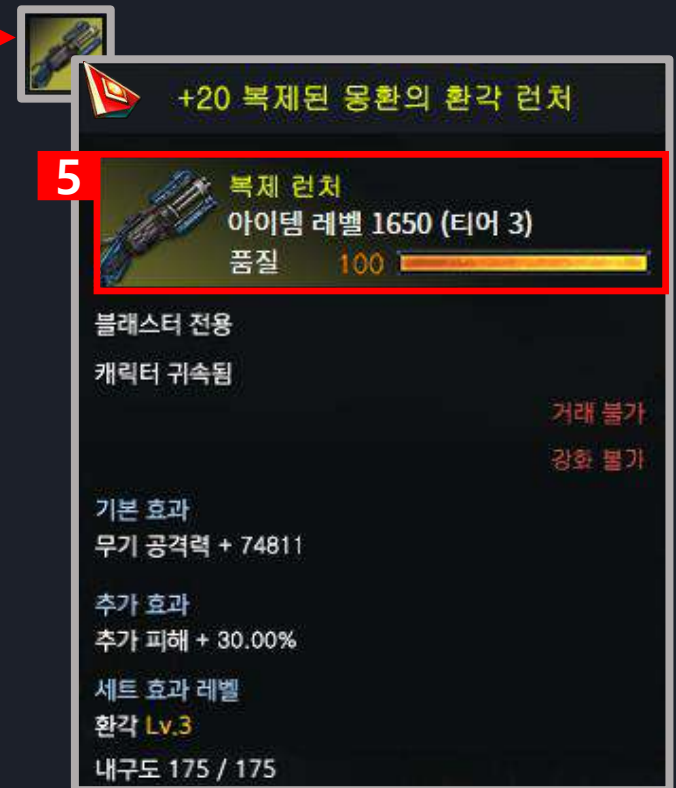 +20 복제된 몽환의 환각 런처
5
복제 런처
아이템 레벨 1650 (티어 3)
품질 100
블래스터 전용
캐릭터 귀속됨
거래 불가
강화 불가
기본 효과
무기 공격력 + 74811
추가 효과
추가 피해 + 30.00%
세트 효과 레벨
환각 Lv.3
내구도 175 / 175